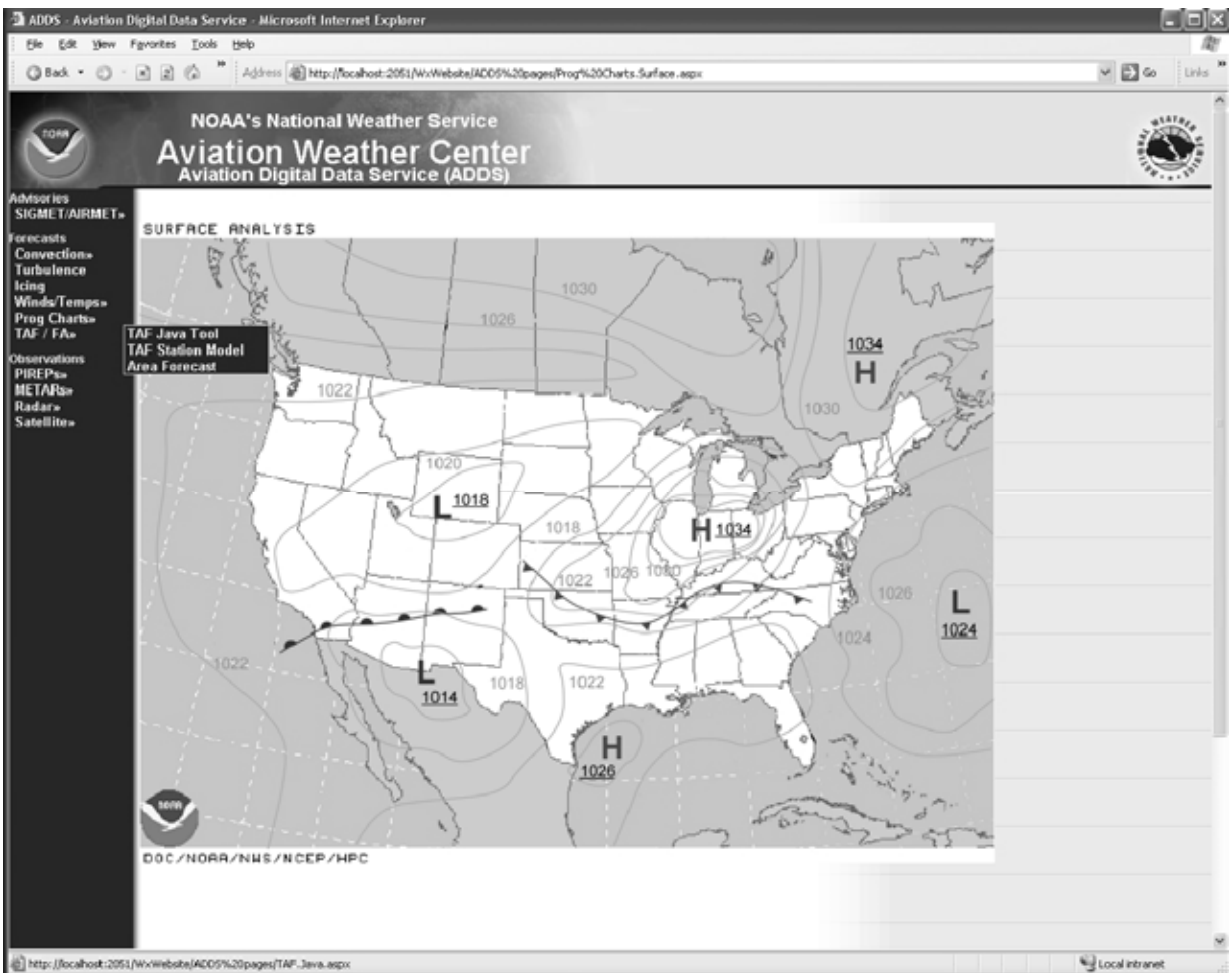 ADDS - Aviation Digital Data Service - Microsoft Internet Explorer
File Edit View Favorites Tools Help
Back Address http://localhost:2051/WxWebsite/ADDS%20pages/Prog%20Charts.Surface.aspx Go Links
NOAA's National Weather Service
Aviation Weather Center
Aviation Digital Data Service (ADDS)
NOAA
Advisories
SIGMET/AIRMET»
Forecasts
Convection»
Turbulence
Icing
Winds/Temps»
Prog Charts»
TAF / FA»
TAF Java Tool
TAF Station Model
Area Forecast
Observations
PIREPs»
METARs»
Radar»
Satellite»
SURFACE ANALYSIS
1030
1026
1034
H
1022
1030
1020
L 1018
1018
H 1034
1022
1026
1030
1026
L
1024
1024
1022
L
1014
1018
1022
H
1026
NOAA
DOC/NOAA/NWS/NCEP/HPC
http://localhost:2051/WxWebsite/ADDS%20pages/TAF.Java.aspx
Local intranet